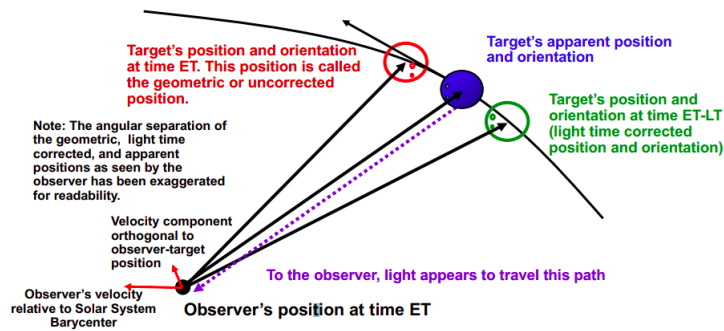 Target's position and orientation
at time ET. This position is called
the geometric or uncorrected
position.
Target's apparent position
and orientation
Target's position and
orientation at time ET-LT
(light time corrected
position and orientation)
Note: The angular separation of
the geometric,  light time
corrected, and apparent
positions as seen by the
observer has been exaggerated
for readability.
Velocity component
orthogonal to
observer-target
position
To the observer, light appears to travel this path
Observer's velocity
relative to Solar System
Barycenter
Observer's position at time ET